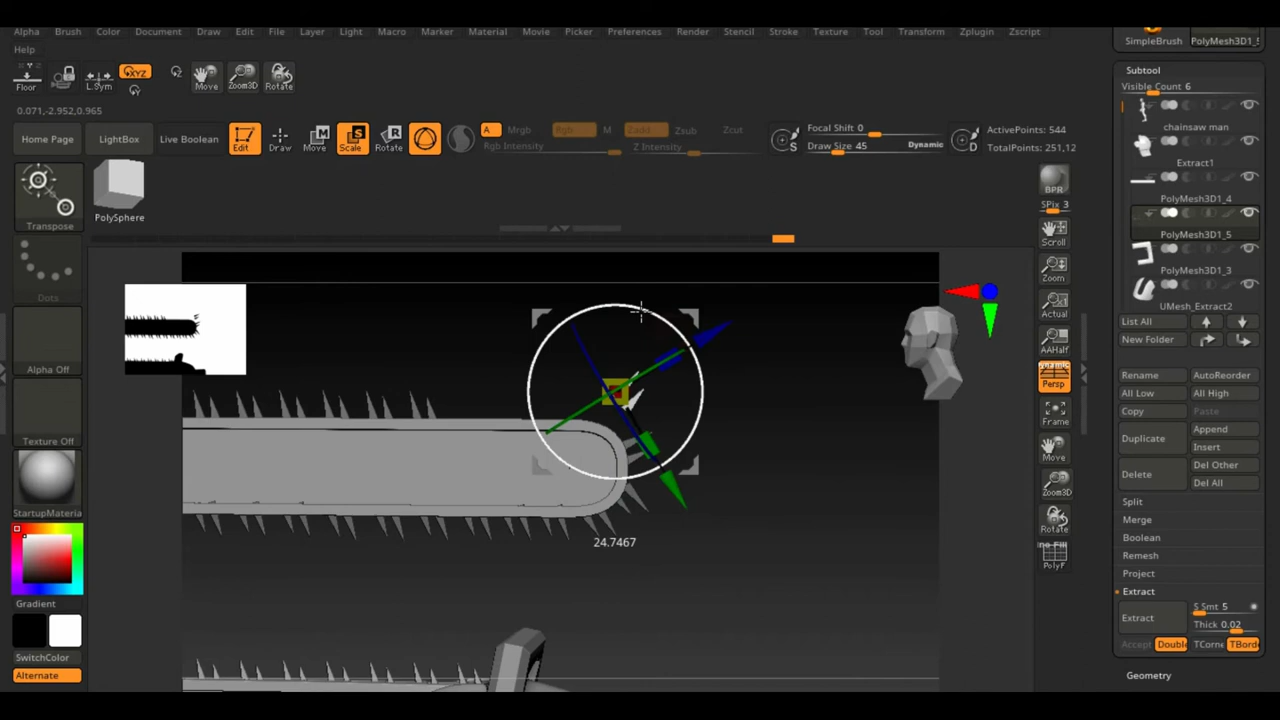 Alpha Brush Color Document Draw Edit File Layer Light Macro Marker Material Movie Picker Preferences Render Stencil Texture Tool Transform Zplugin Zscript
Help
SimpleBrush PolyMesh3D1_5
Floor L.Sym XYZ Y Z Move Zoom3D Rotate
Subtool
Visible Count 6
0.071,-2.952,0.965
Home Page LightBox Live Boolean Edit Draw Move Scale Rotate A Mrgb Rgb M Zadd Zsub Zcut
Rgb Intensity Z Intensity
Focal Shift 0
Draw Size 45 Dynamic
ActivePoints: 544
TotalPoints: 251,12
chainsaw man
Extract1
PolyMesh3D1_4
PolyMesh3D1_5
PolyMesh3D1_3
UMesh_Extract2
List All
New Folder
Rename AutoReorder
All Low All High
Copy Paste
Duplicate Append
Insert
Delete Del Other
Del All
Split
Merge
Boolean
Remesh
Project
Extract
Extract S Smt 5
Thick 0.02
Accept Double TCorne TBorde
Geometry
Transpose
PolySphere
Dots
Alpha Off
Texture Off
StartupMateria
Gradient
SwitchColor
Alternate
BPR
SPix 3
Scroll
Zoom
Actual
AAHalf
Dynamic
Persp
Frame
Move
Zoom3D
Rotate
PolyF
24.7467